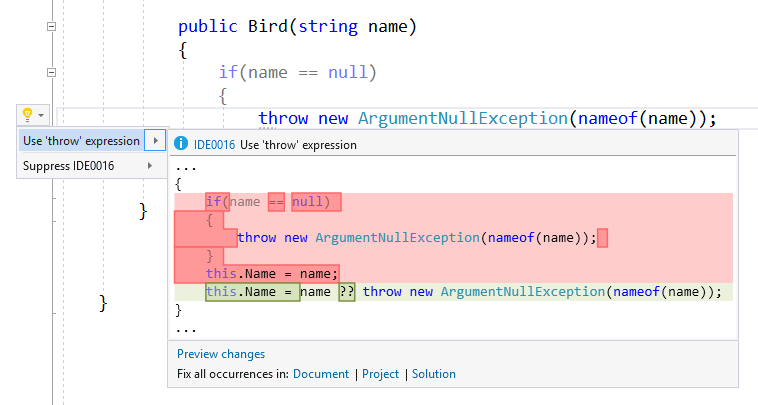 public Bird(string name)
{
if(name == null)
{
throw new ArgumentNullException(nameof(name));
Use 'throw' expression
IDE0016 Use 'throw' expression
Suppress IDE0016
...
{
if(name == null)
{
throw new ArgumentNullException(nameof(name));
}
this.Name = name;
this.Name = name ?? throw new ArgumentNullException(nameof(name));
}
...
}
}
Preview changes
Fix all occurrences in: Document | Project | Solution